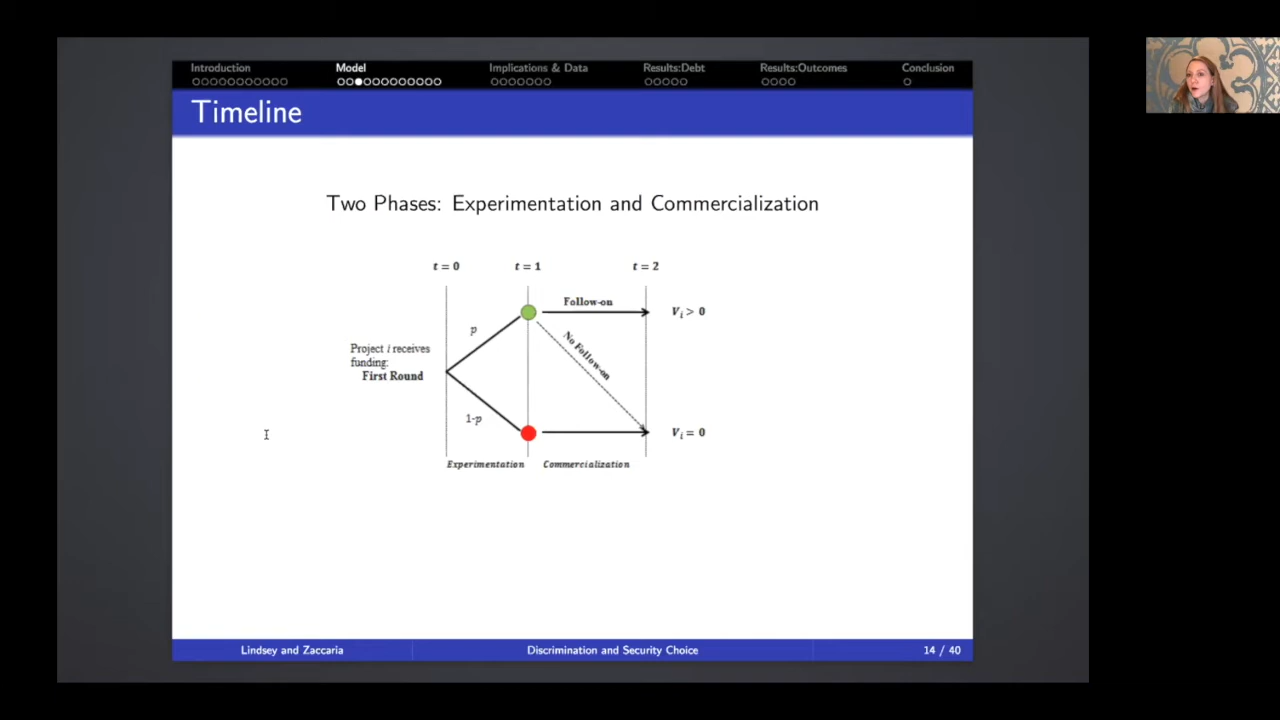 Introduction Model Implications & Data Results:Debt Results:Outcomes Conclusion
Timeline
Two Phases: Experimentation and Commercialization
t = 0 t = 1 t = 2
Follow-on
V i > 0
p
No Follow-on
Project i receives
funding:
First Round
1-p
V i = 0
Experimentation Commercialization
Lindsey and Zaccaria Discrimination and Security Choice 14 / 40